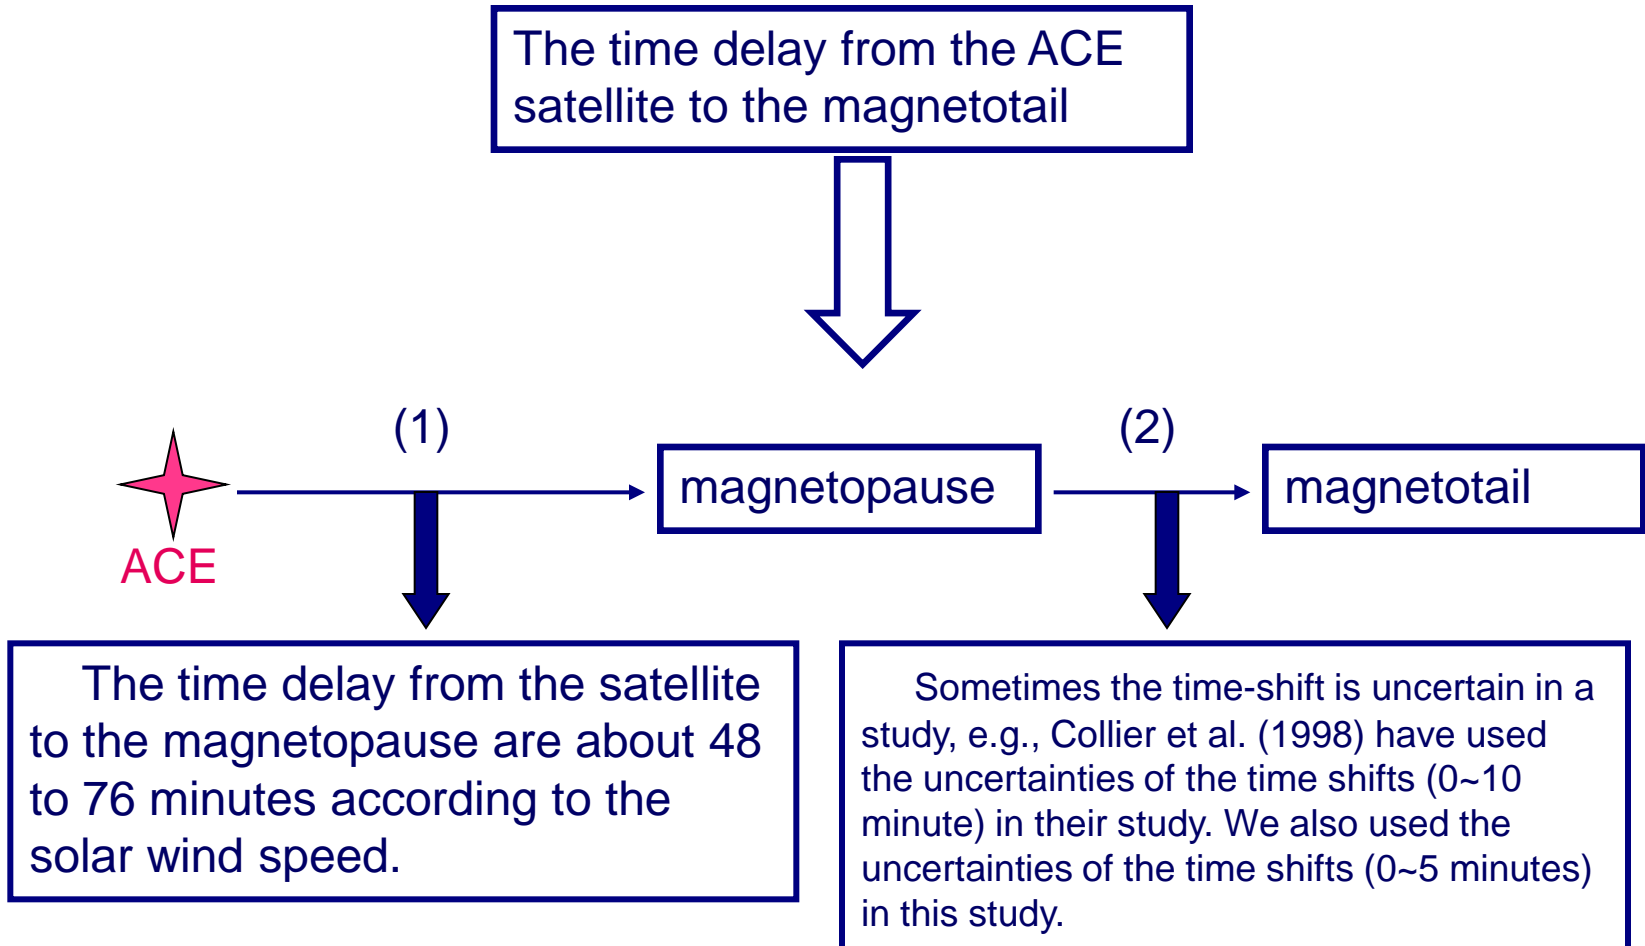 The time delay from the ACE
satellite to the magnetotail
(1)
(2)
ACE
magnetopause
magnetotail
The time delay from the satellite
to the magnetopause are about 48
to 76 minutes according to the
solar wind speed.
Sometimes the time-shift is uncertain in a
study, e.g., Collier et al. (1998) have used
the uncertainties of the time shifts (0~10
minute) in their study. We also used the
uncertainties of the time shifts (0~5 minutes)
in this study.